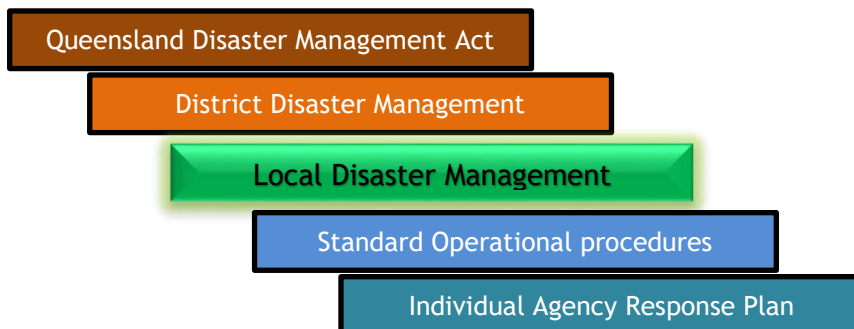 Queensland Disaster Management Act
District Disaster Management
Local Disaster Management
Standard Operational procedures
Individual Agency Response Plan